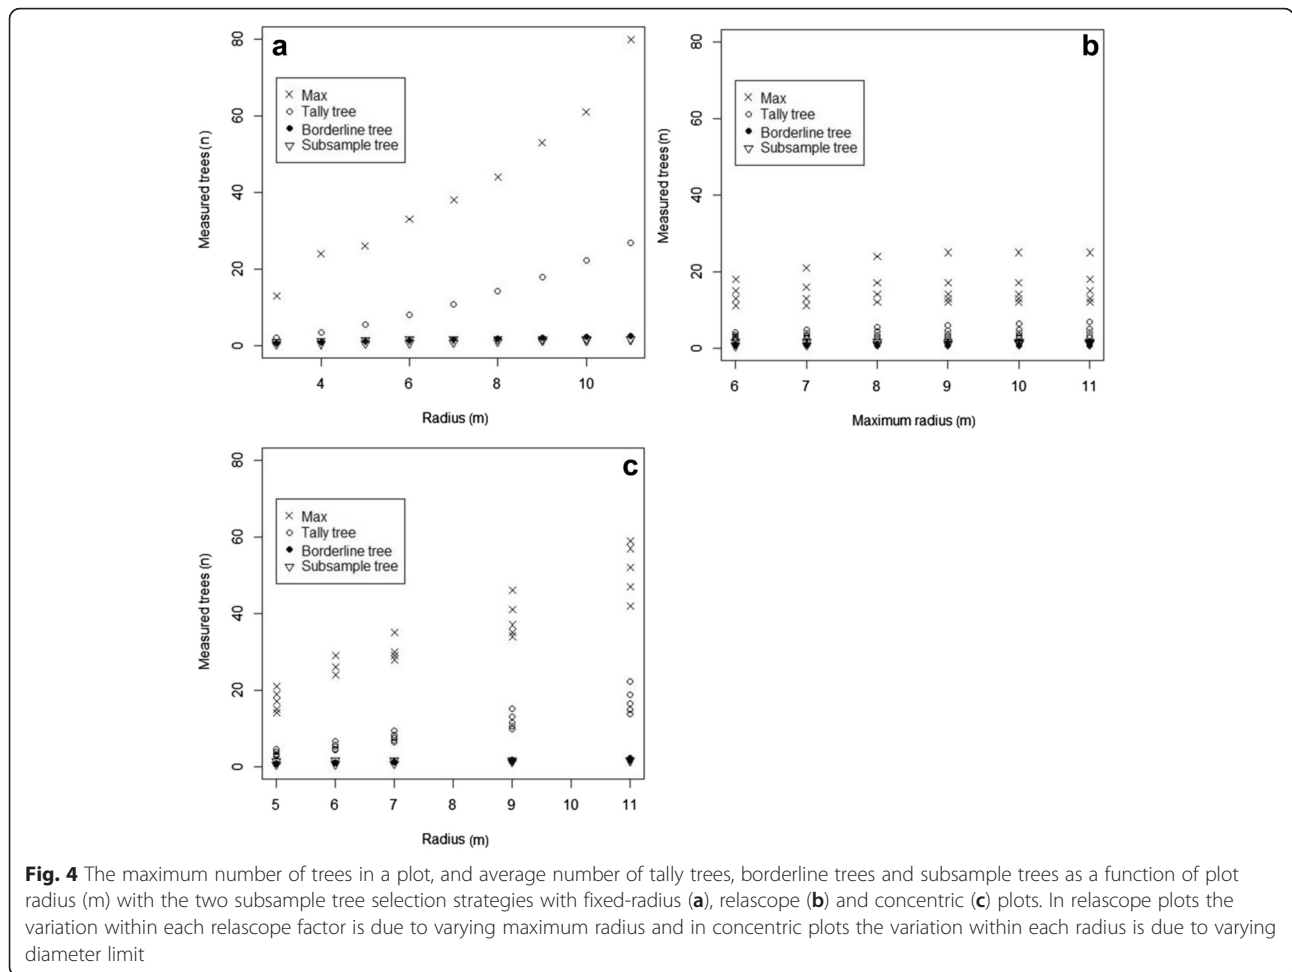 a
80
60
40
20
0
Measured trees (n)
Max
Tally tree
Borderline tree
Subsample tree
4 6 8 10
Radius (m)
b
80
60
40
20
0
Measured trees (n)
Max
Tally tree
Borderline tree
Subsample tree
6 7 8 9 10 11
Maximum radius (m)
c
80
60
40
20
0
Measured trees (n)
Max
Tally tree
Borderline tree
Subsample tree
5 6 7 8 9 10 11
Radius (m)
Fig. 4 The maximum number of trees in a plot, and average number of tally trees, borderline trees and subsample trees as a function of plot
radius (m) with the two subsample tree selection strategies with fixed-radius (a), relascope (b) and concentric (c) plots. In relascope plots the
variation within each relascope factor is due to varying maximum radius and in concentric plots the variation within each radius is due to varying
diameter limit